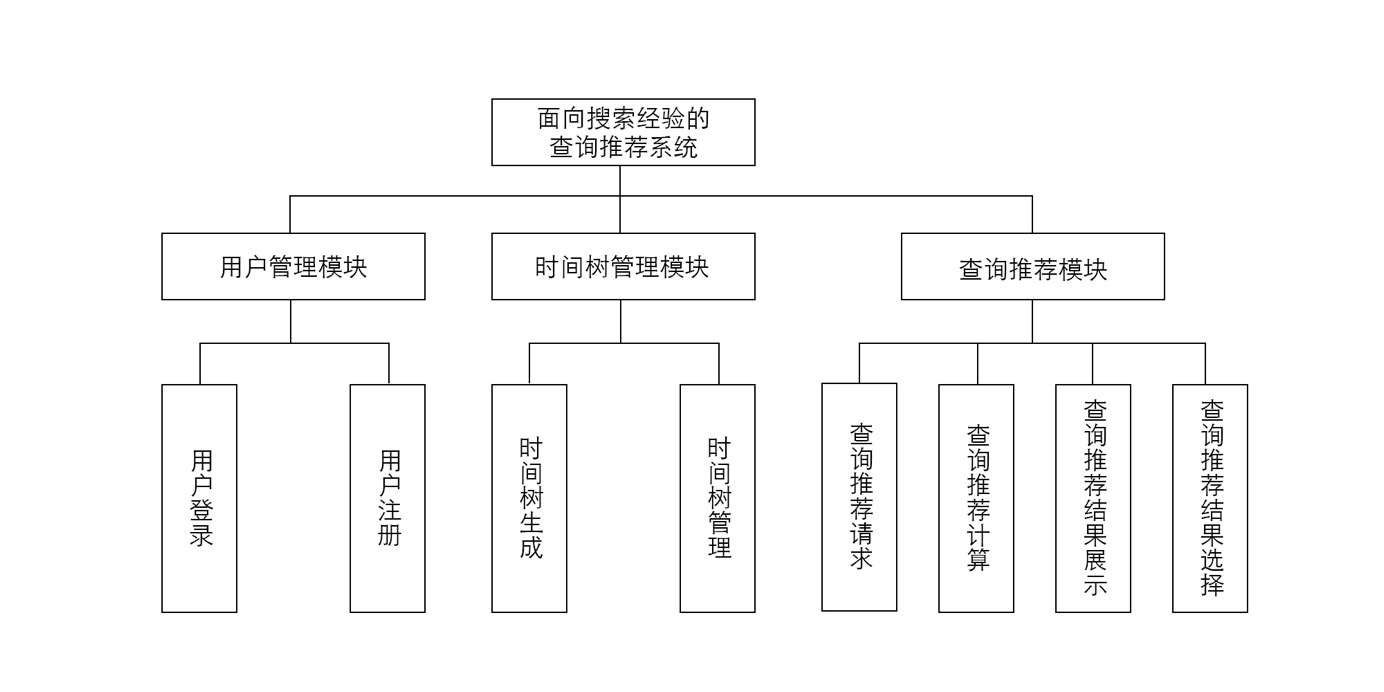 面向搜索经验的
查询推荐系统
用户管理模块
时间树管理模块
查询推荐模块
用户登录
用户注册
时间树生成
时间树管理
查询推荐请求
查询推荐计算
查询推荐结果展示
查询推荐结果选择